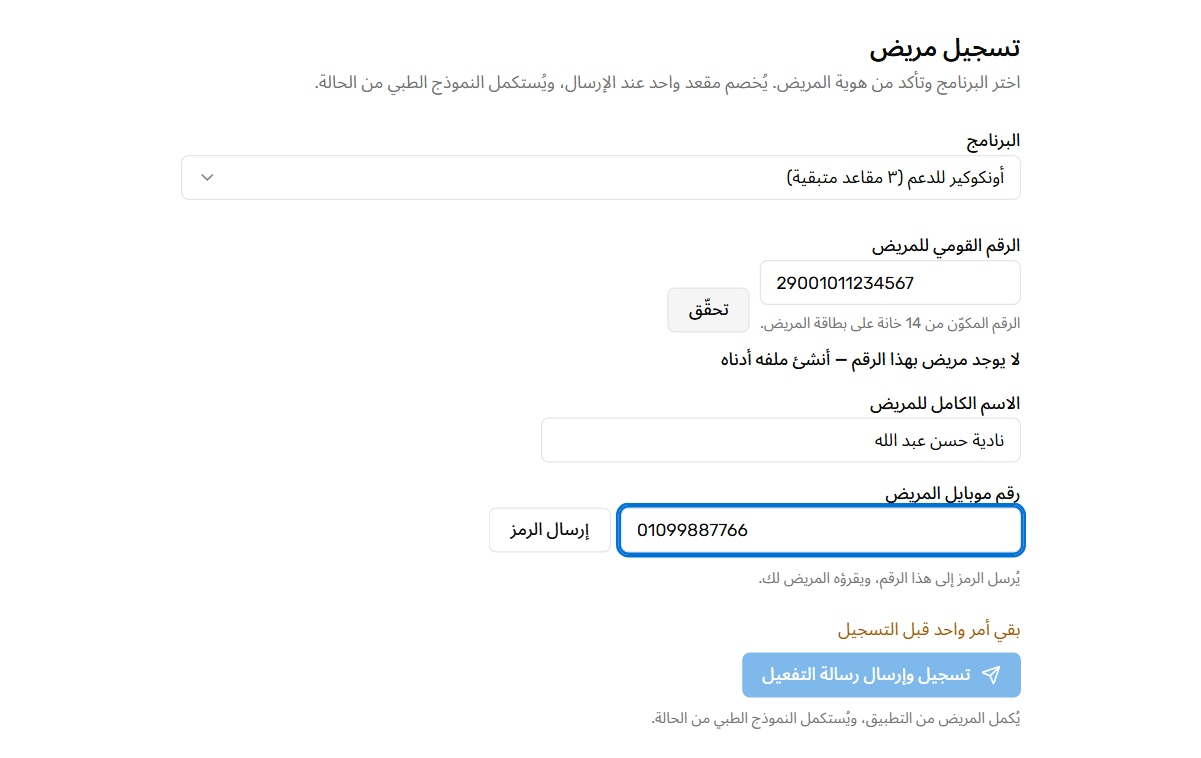 تسجيل مريض
اختر البرنامج وتأكد من هوية المريض. يُخصم مقعد واحد عند الإرسال، ويُستكمل النموذج الطبي من الحالة.
البرنامج
أونكوكير للدعم (٣ مقاعد متبقية)
الرقم القومي للمريض
29001011234567
تحقّق
الرقم المكوّن من 14 خانة على بطاقة المريض.
لا يوجد مريض بهذا الرقم — أنشئ ملفه أدناه
الاسم الكامل للمريض
نادية حسن عبد الله
رقم موبايل المريض
01099887766
إرسال الرمز
يُرسل الرمز إلى هذا الرقم، ويقرؤه المريض لك.
بقي أمر واحد قبل التسجيل
تسجيل وإرسال رسالة التفعيل
يُكمل المريض من التطبيق، ويُستكمل النموذج الطبي من الحالة.